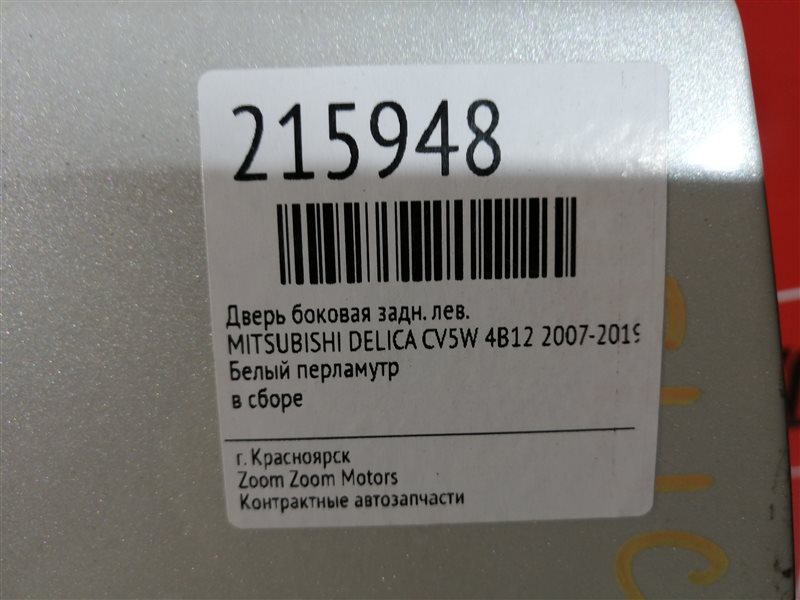 215948
Дверь боковая задн. лев.
MITSUBISHI DELICA CV5W 4B12 2007-2019
Белый перламутр
в сборе
г. Красноярск
Zoom Zoom Motors
Контрактные автозапчасти